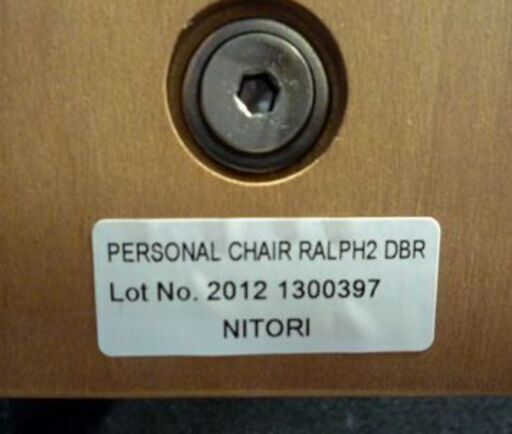 PERSONAL CHAIR RALPH2 DBR
Lot No. 2012 1300397
NITORI